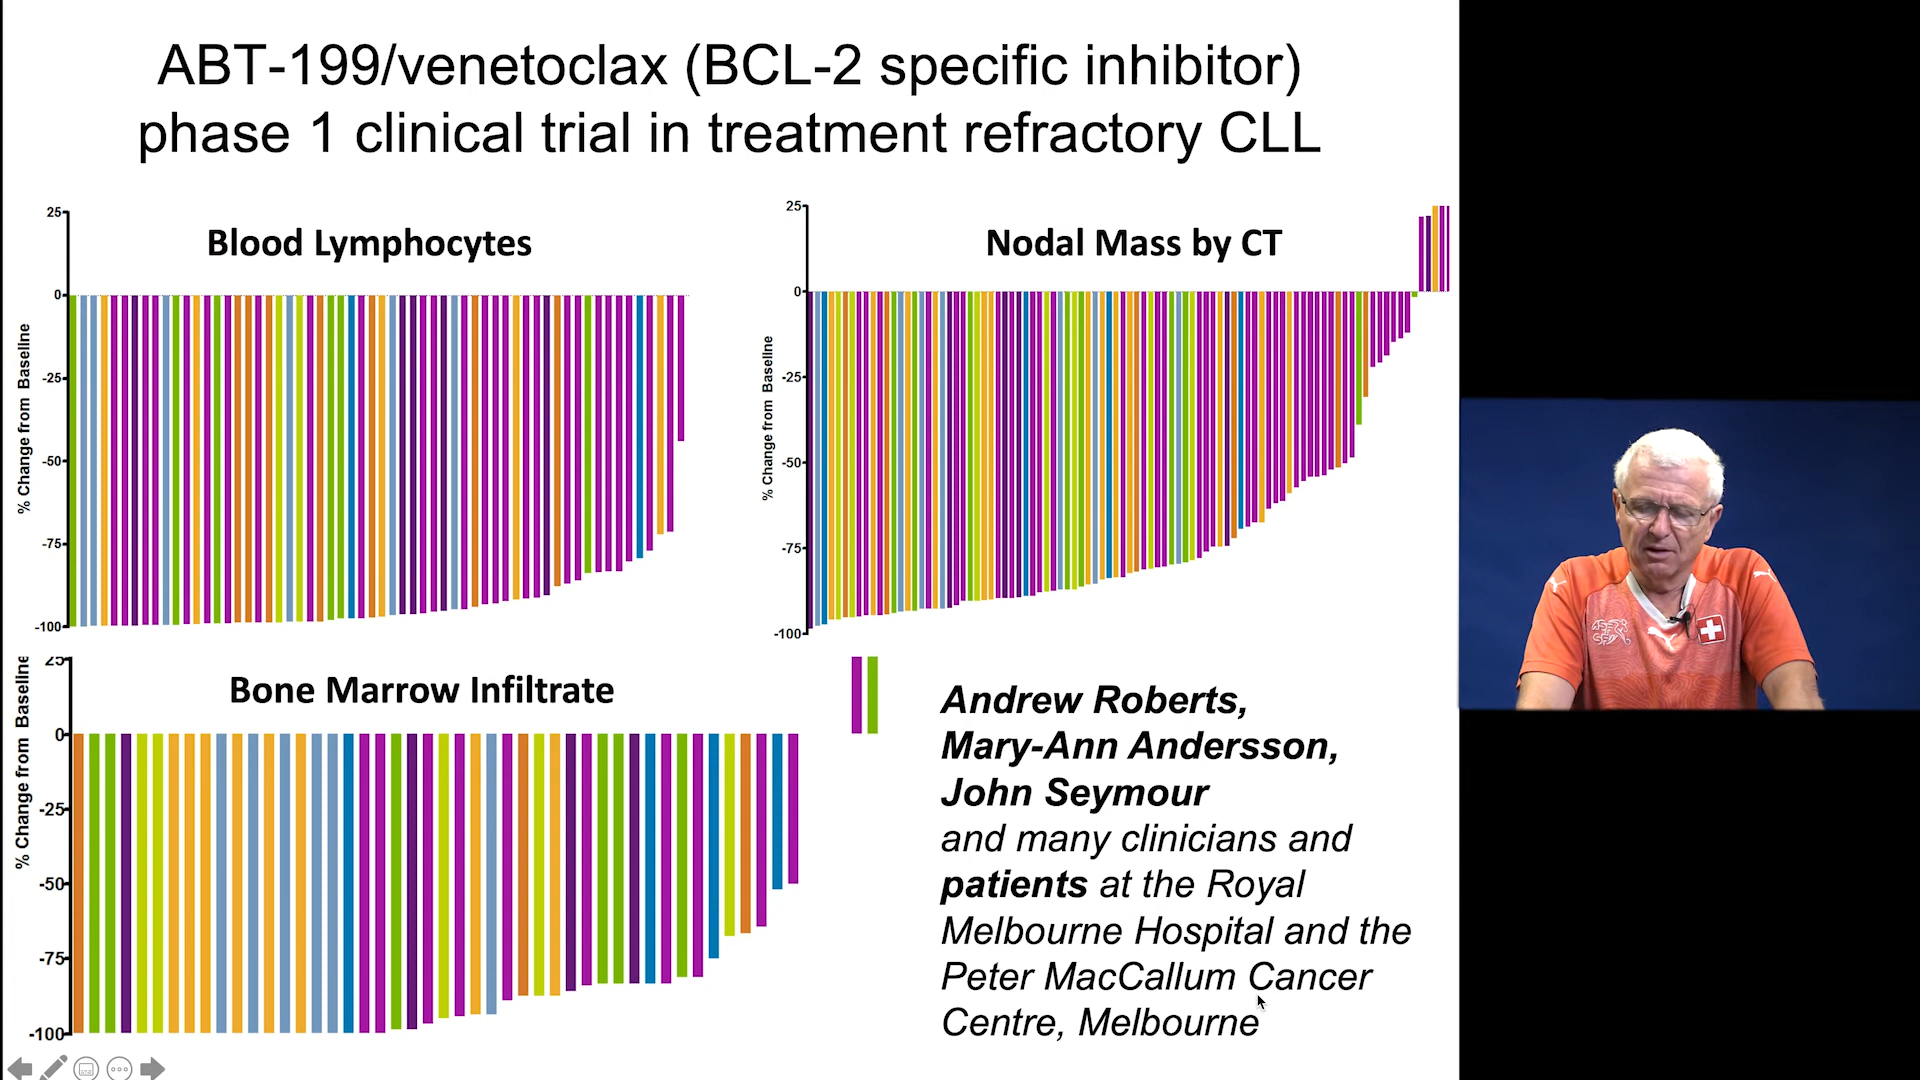 ABT-199/venetoclax (BCL-2 specific inhibitor)
phase 1 clinical trial in treatment refractory CLL
Blood Lymphocytes
% Change from Baseline
25
0
-25
-50
-75
-100
Nodal Mass by CT
% Change from Baseline
25
0
-25
-50
-75
-100
Bone Marrow Infiltrate
% Change from Baseline
25
0
-25
-50
-75
-100
Andrew Roberts,
Mary-Ann Andersson,
John Seymour
and many clinicians and
patients at the Royal
Melbourne Hospital and the
Peter MacCallum Cancer
Centre, Melbourne